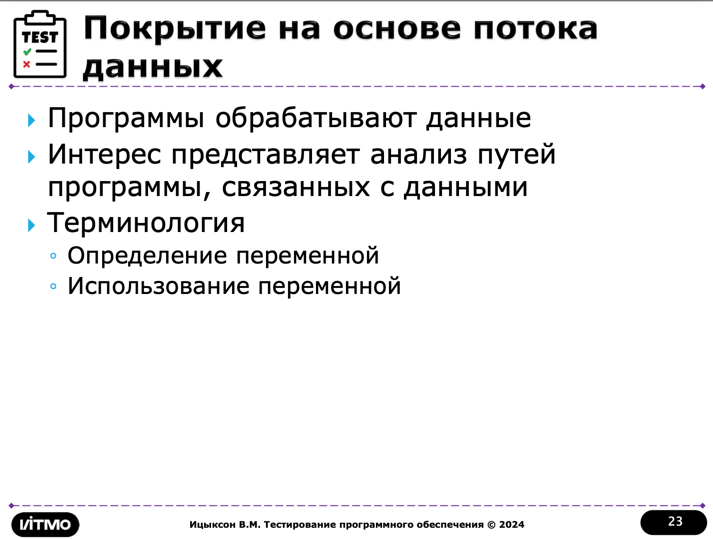 TEST
Покрытие на основе потока
данных
Программы обрабатывают данные
Интерес представляет анализ путей
программы, связанных с данными
Терминология
Определение переменной
Использование переменной
ИТМО
Ицыксон В.М. Тестирование программного обеспечения © 2024
23